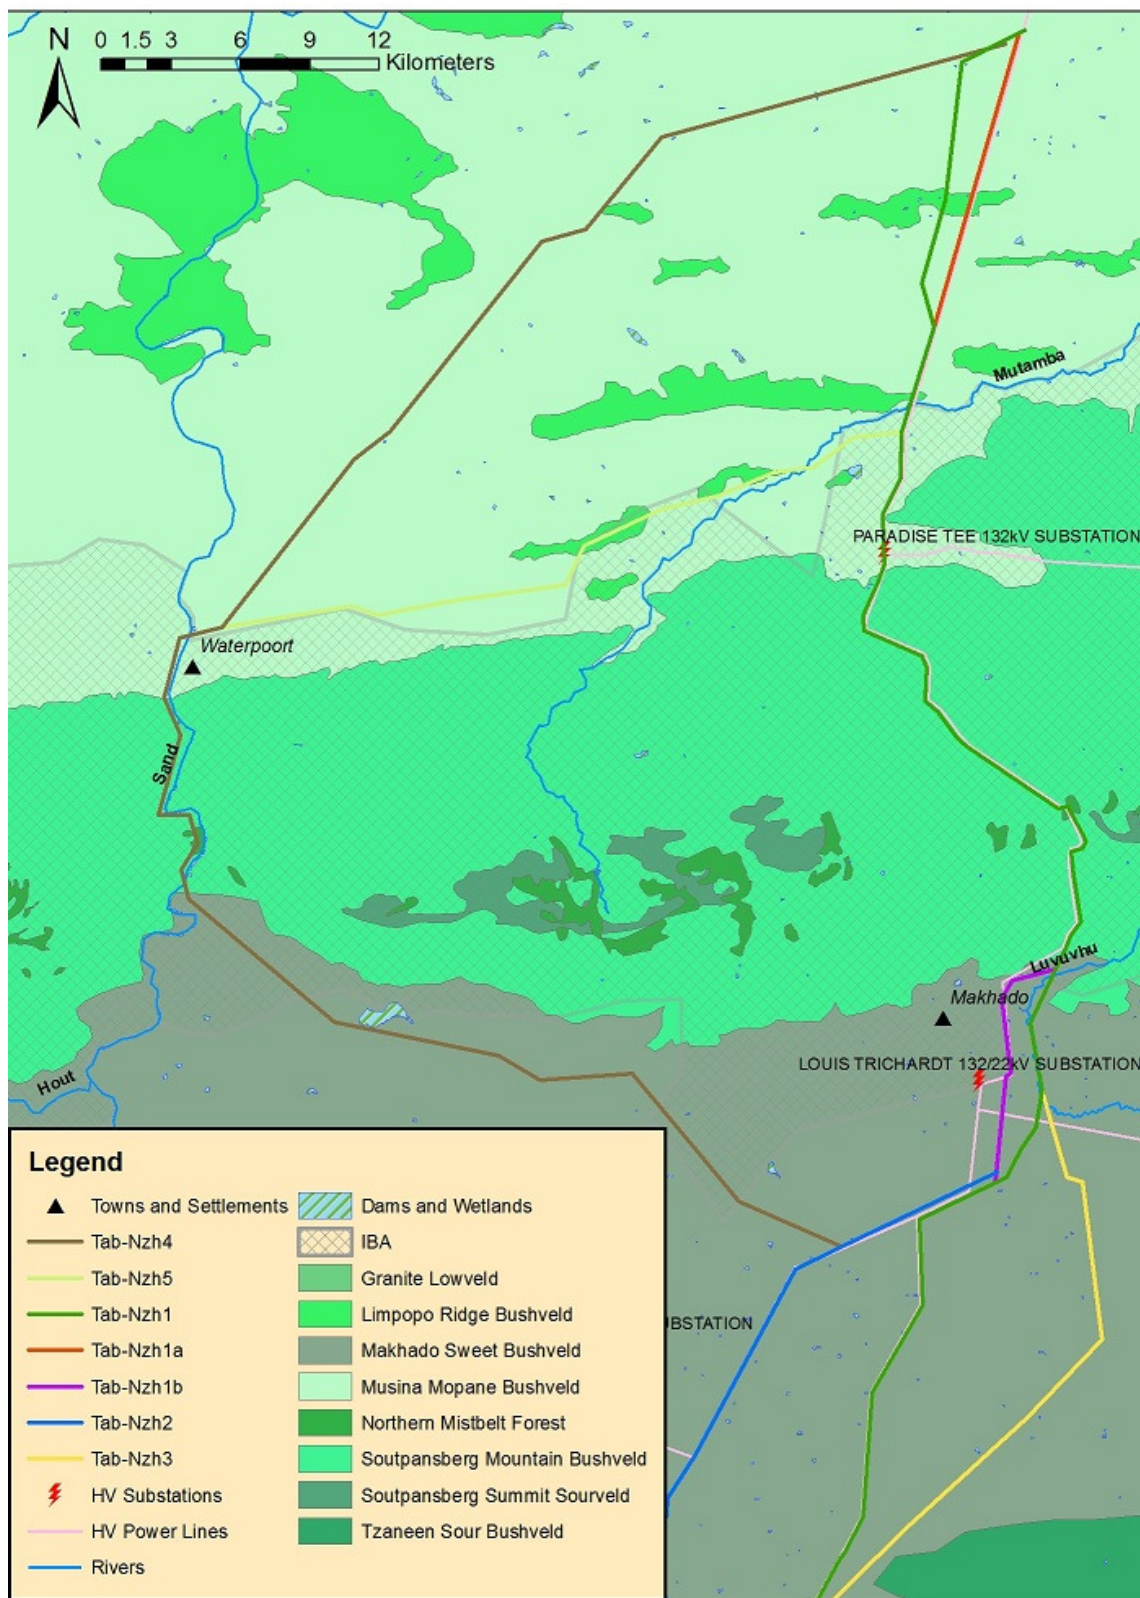 N
0 1.5 3 6 9 12
Kilometers
Mutamba
PARADISE TEE 132kV SUBSTATION
Waterpoort
Sand
Luvuvhu
Makhado
LOUIS TRICHARDT 132/22kV SUBSTATION
Hout
UBSTATION
Legend
Towns and Settlements
Tab-Nzh4
Tab-Nzh5
Tab-Nzh1
Tab-Nzh1a
Tab-Nzh1b
Tab-Nzh2
Tab-Nzh3
HV Substations
HV Power Lines
Rivers
Dams and Wetlands
IBA
Granite Lowveld
Limpopo Ridge Bushveld
Makhado Sweet Bushveld
Musina Mopane Bushveld
Northern Mistbelt Forest
Soutpansberg Mountain Bushveld
Soutpansberg Summit Sourveld
Tzaneen Sour Bushveld